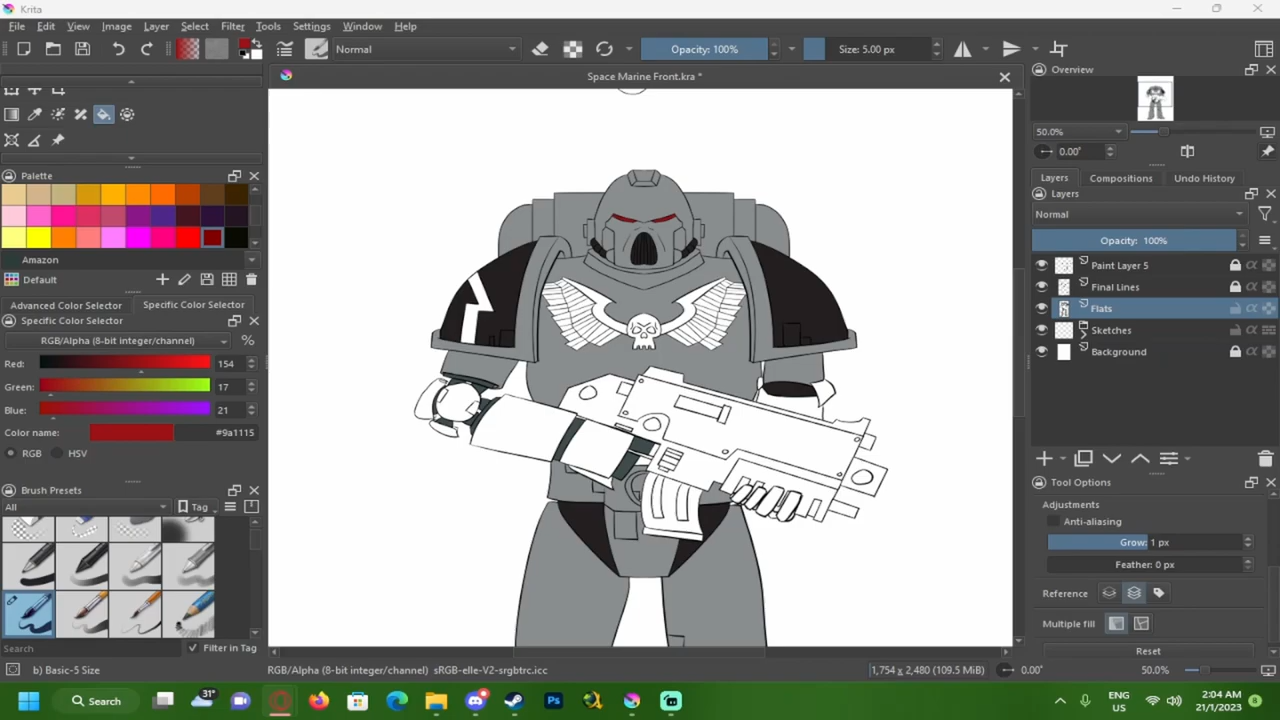 Krita
File Edit View Image Layer Select Filter Tools Settings Window Help
Normal Opacity: 100% Size: 5.00 px
Space Marine Front.kra *
Overview
50.0%
0.00°
Palette
Layers Compositions Undo History
Layers
Normal
Opacity: 100%
Amazon
Default
Paint Layer 5
Final Lines
Flats
Sketches
Background
Advanced Color Selector Specific Color Selector
Specific Color Selector
RGB/Alpha (8-bit integer/channel) %
Red: 154
Green: 17
Blue: 21
Color name: #9a1115
RGB HSV
Brush Presets
All Tag
Tool Options
Adjustments
Anti-aliasing
Grow: 1 px
Feather: 0 px
Reference
Multiple fill
Reset
Search Filter in Tag
b) Basic-5 Size RGB/Alpha (8-bit integer/channel) sRGB-elle-V2-srgbtrc.icc 1,754 x 2,480 (109.5 MiB) 0.00° 50.0%
Search 31° Ps ENG US 2:04 AM 21/1/2023 8